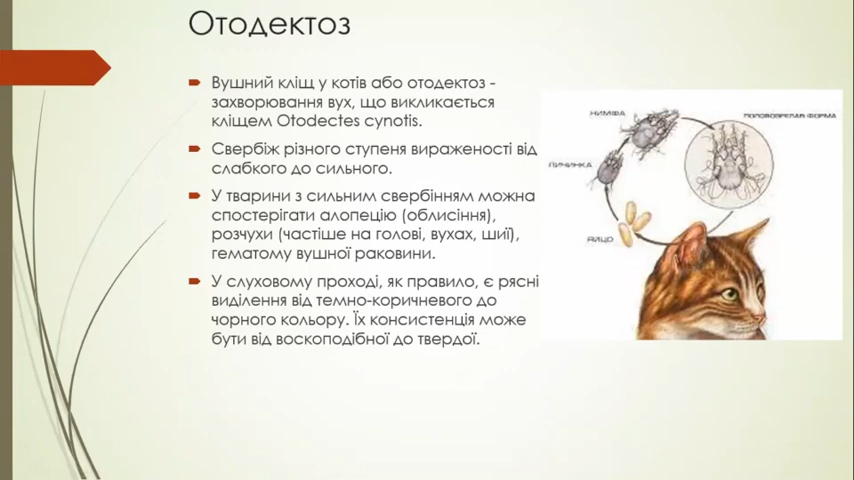 Отодектоз
Вушний кліщ у котів або отодектоз -
захворювання вух, що викликається
кліщем Otodectes cynotis.
Свербіж різного ступеня вираженості від
слабкого до сильного.
У тварини з сильним свербінням можна
спостерігати алопецію (облисіння),
розчухи (частіше на голові, вухах, шиї),
гематому вушної раковини.
У слуховому проході, як правило, є рясні
виділення від темно-коричневого до
чорного кольору. Їх консистенція може
бути від воскоподібної до твердої.
НИМФА
ПОЛОВОЗРЕЛАЯ ФОРМА
ЛИЧИНКА
ЯЙЦО